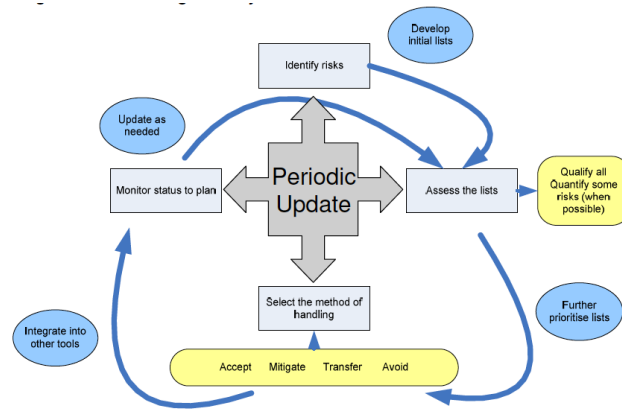 Develop
initial lists
Identify risks
Update as
needed
Periodic
Update
Monitor status to plan
Assess the lists
Qualify all
Quantify some
risks (when
possible)
Select the method of
handling
Further
prioritise lists
Integrate into
other tools
Accept Mitigate Transfer Avoid